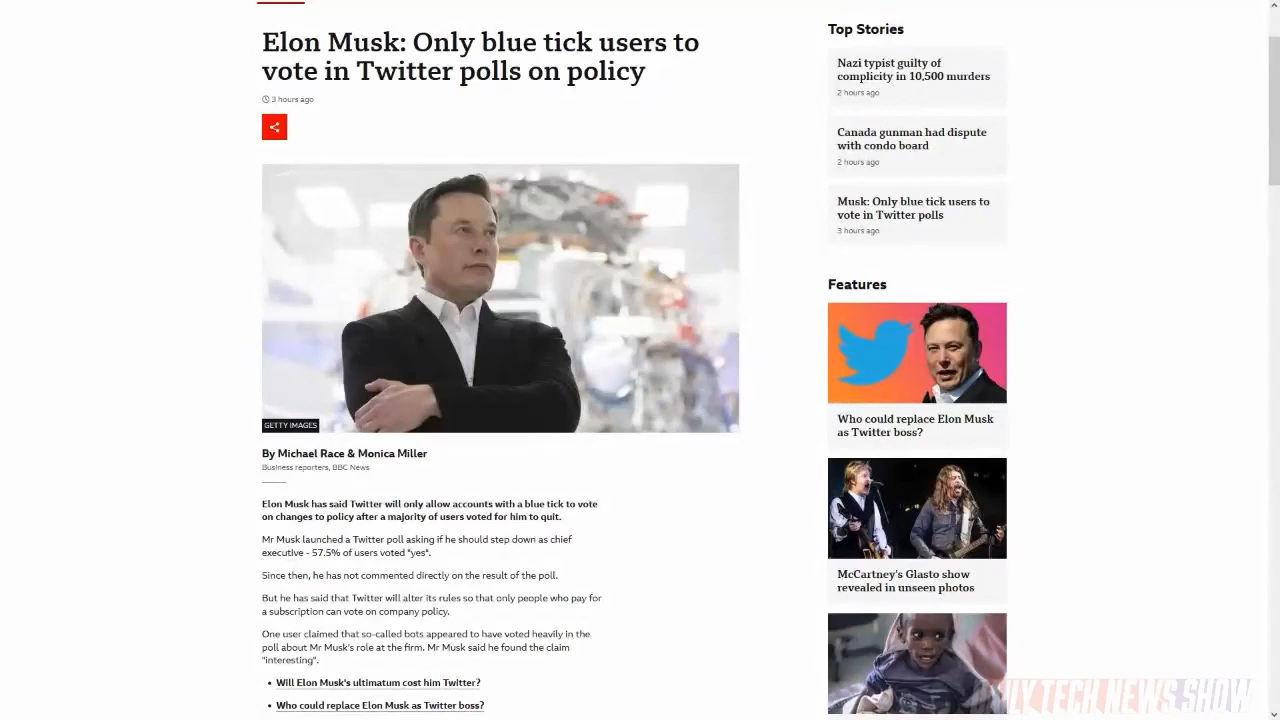 Elon Musk: Only blue tick users to
vote in Twitter polls on policy
3 hours ago
GETTY IMAGES
By Michael Race & Monica Miller
Business reporters, BBC News
Elon Musk has said Twitter will only allow accounts with a blue tick to vote
on changes to policy after a majority of users voted for him to quit.
Mr Musk launched a Twitter poll asking if he should step down as chief
executive - 57.5% of users voted "yes".
Since then, he has not commented directly on the result of the poll.
But he has said that Twitter will alter its rules so that only people who pay for
a subscription can vote on company policy.
One user claimed that so-called bots appeared to have voted heavily in the
poll about Mr Musk's role at the firm. Mr Musk said he found the claim
"interesting".
• Will Elon Musk's ultimatum cost him Twitter?
• Who could replace Elon Musk as Twitter boss?
Top Stories
Nazi typist guilty of
complicity in 10,500 murders
2 hours ago
Canada gunman had dispute
with condo board
2 hours ago
Musk: Only blue tick users to
vote in Twitter polls
3 hours ago
Features
Who could replace Elon Musk
as Twitter boss?
McCartney's Glasto show
revealed in unseen photos
TECH NEWS SHOW